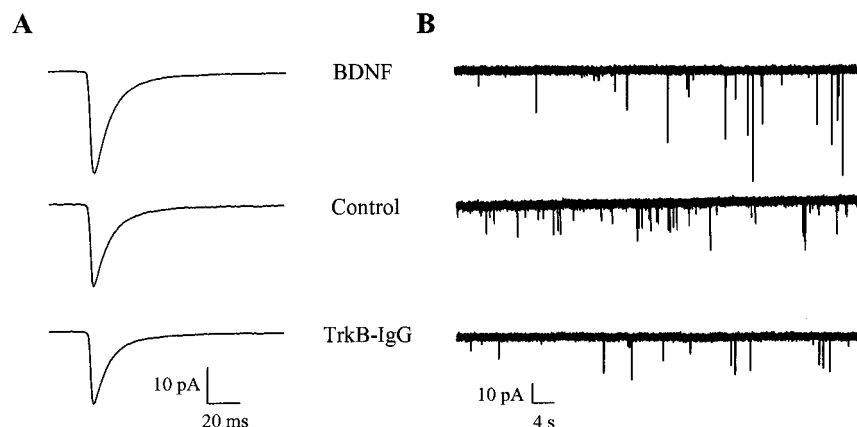 A
B
BDNF
Control
TrkB-IgG
10 pA
20 ms
10 pA
4 s